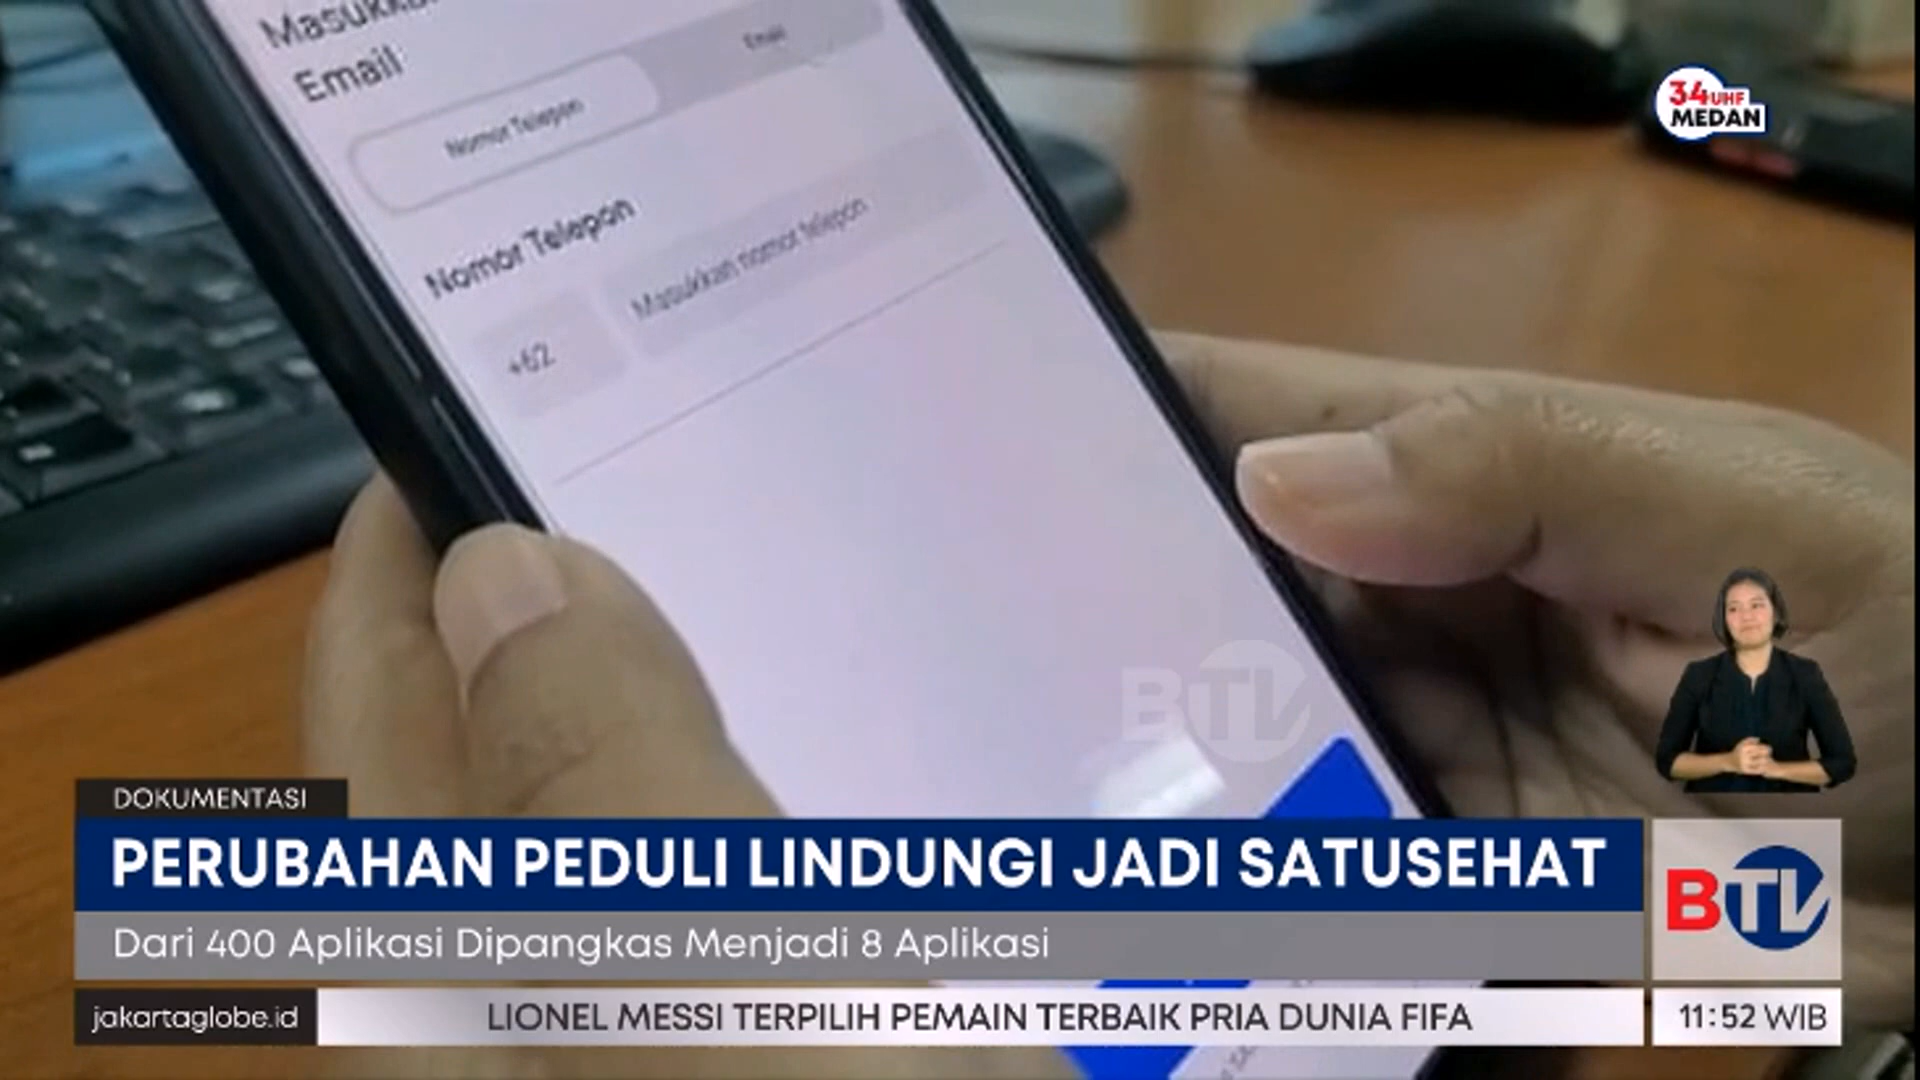 Email
Email
Nomor Telepon
Nomor Telepon
+62
Masukkan nomor telepon
34 UHF
MEDAN
BTV
DOKUMENTASI
PERUBAHAN PEDULI LINDUNGI JADI SATUSEHAT
Dari 400 Aplikasi Dipangkas Menjadi 8 Aplikasi
BTV
jakartaglobe.id
LIONEL MESSI TERPILIH PEMAIN TERBAIK PRIA DUNIA FIFA
11:52 WIB